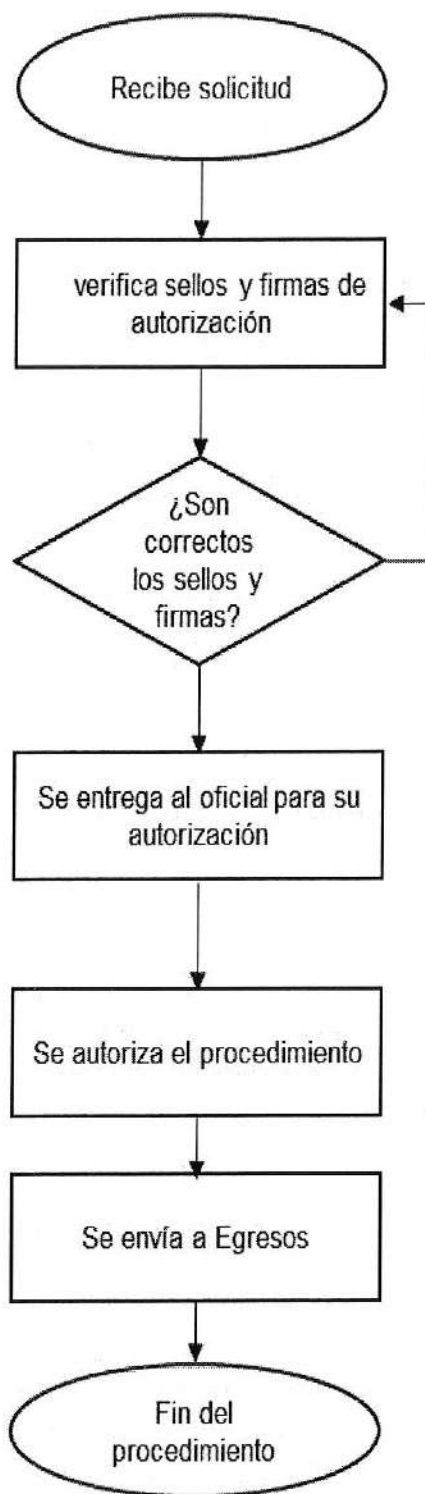 Recibe solicitud
verifica sellos y firmas de
autorización
¿Son
correctos
los sellos y
firmas?
Se entrega al oficial para su
autorización
Se autoriza el procedimiento
Se envía a Egresos
Fin del
procedimiento